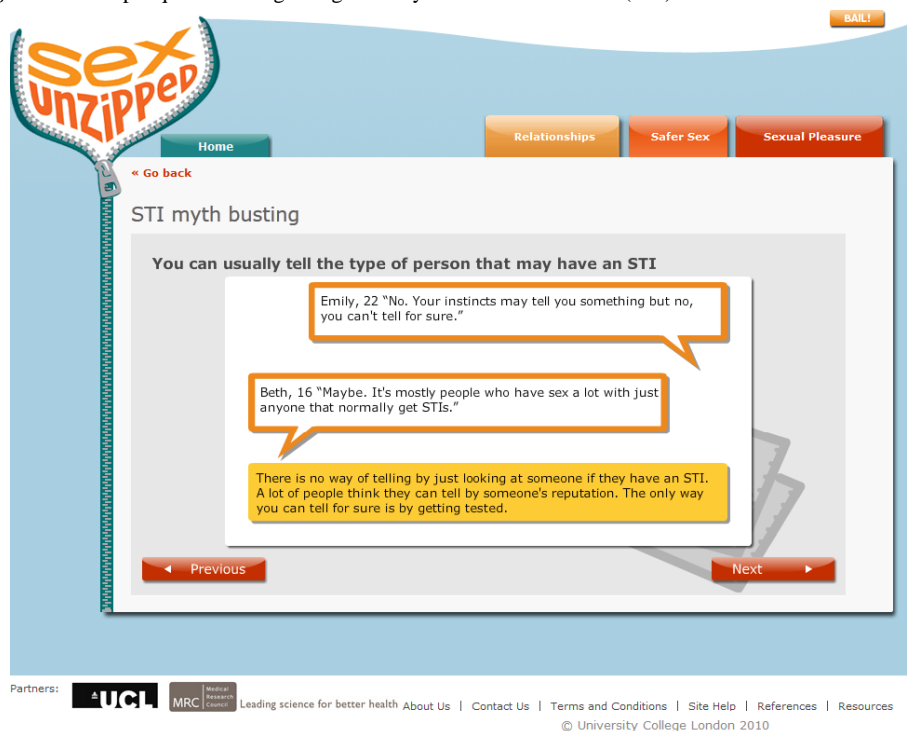 BAIL!
sex
unzipped
Home
Relationships
Safer Sex
Sexual Pleasure
« Go back
STI myth busting
You can usually tell the type of person that may have an STI
Emily, 22 “No. Your instincts may tell you something but no,
you can't tell for sure.”
Beth, 16 “Maybe. It's mostly people who have sex a lot with just
anyone that normally get STIs.”
There is no way of telling by just looking at someone if they have an STI.
A lot of people think they can tell by someone's reputation. The only way
you can tell for sure is by getting tested.
Previous
Next
Partners:
UCL
MRC
Medical
Research
Council
Leading science for better health
About Us | Contact Us | Terms and Conditions | Site Help | References | Resources
© University College London 2010